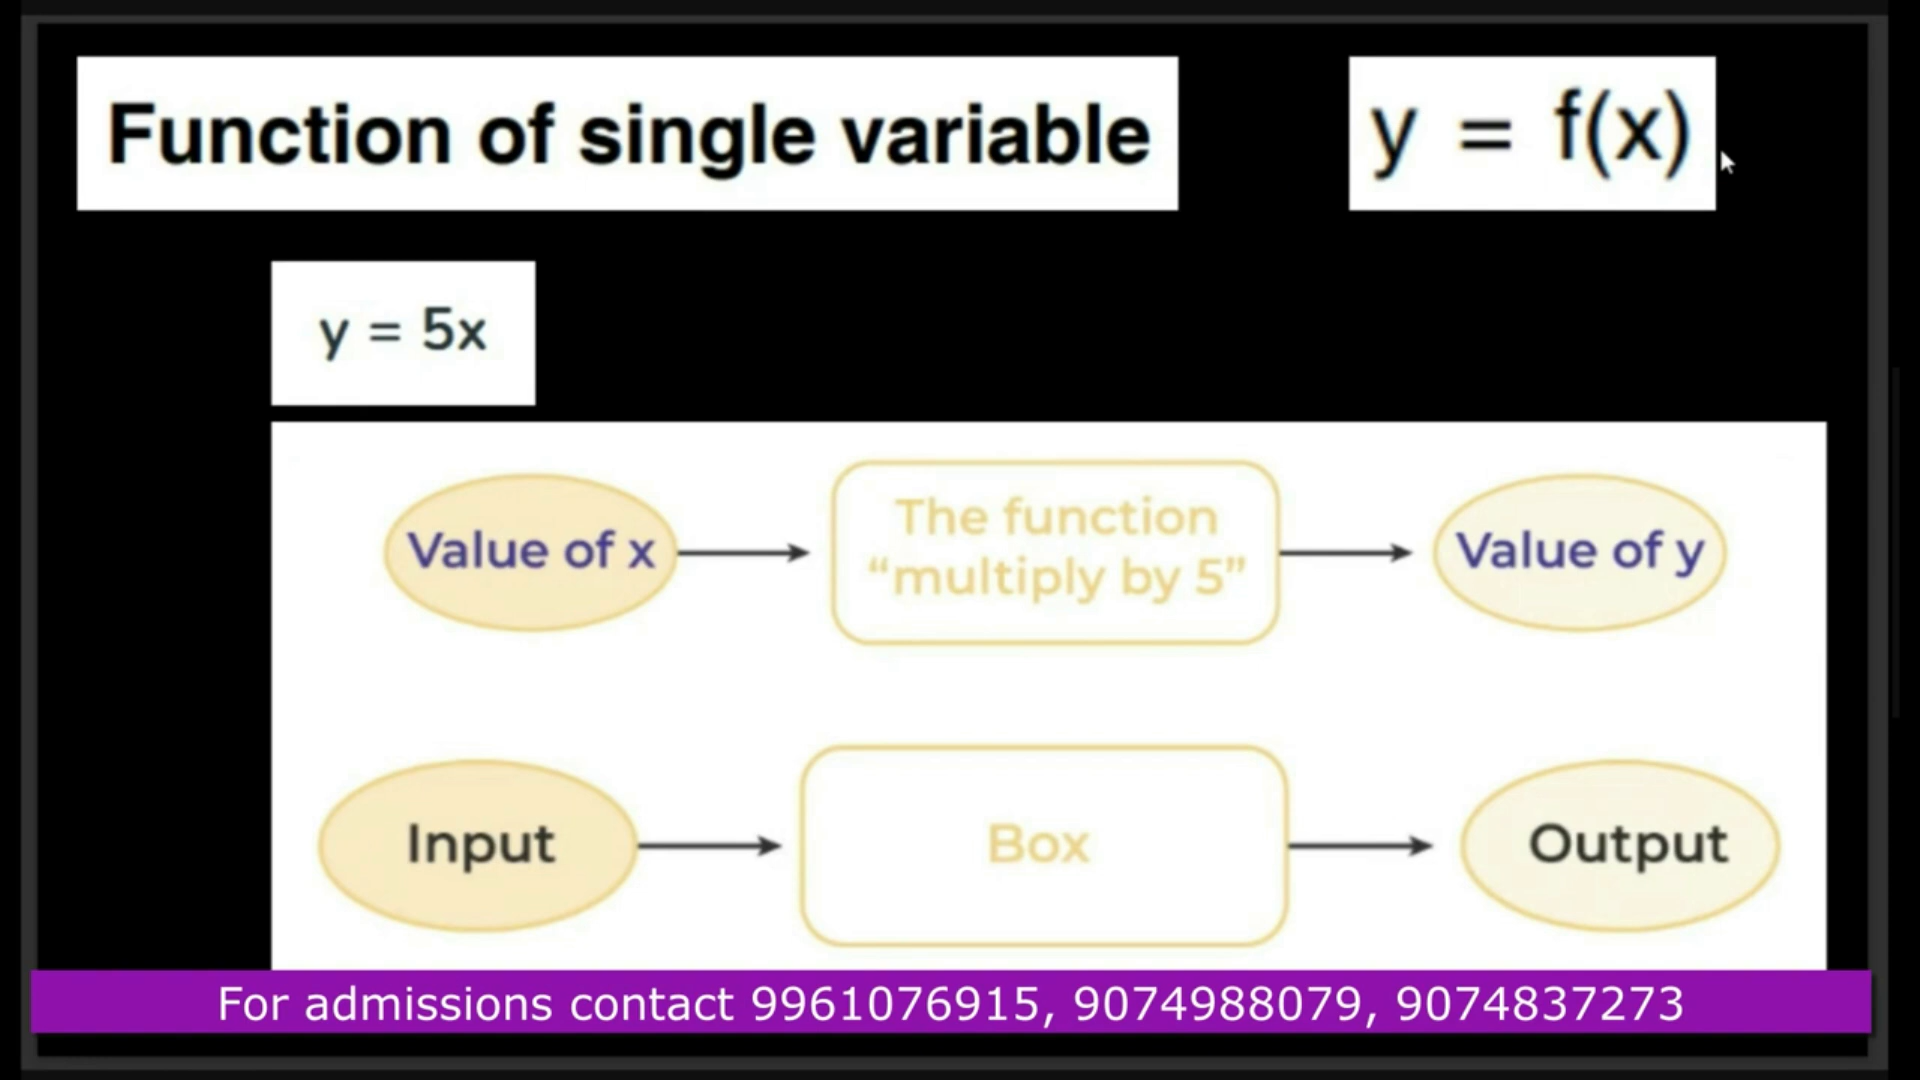 Function of single variable
y = f(x)
y = 5x
Value of x
The function
“multiply by 5”
Value of y
Input
Box
Output
For admissions contact 9961076915, 9074988079, 9074837273